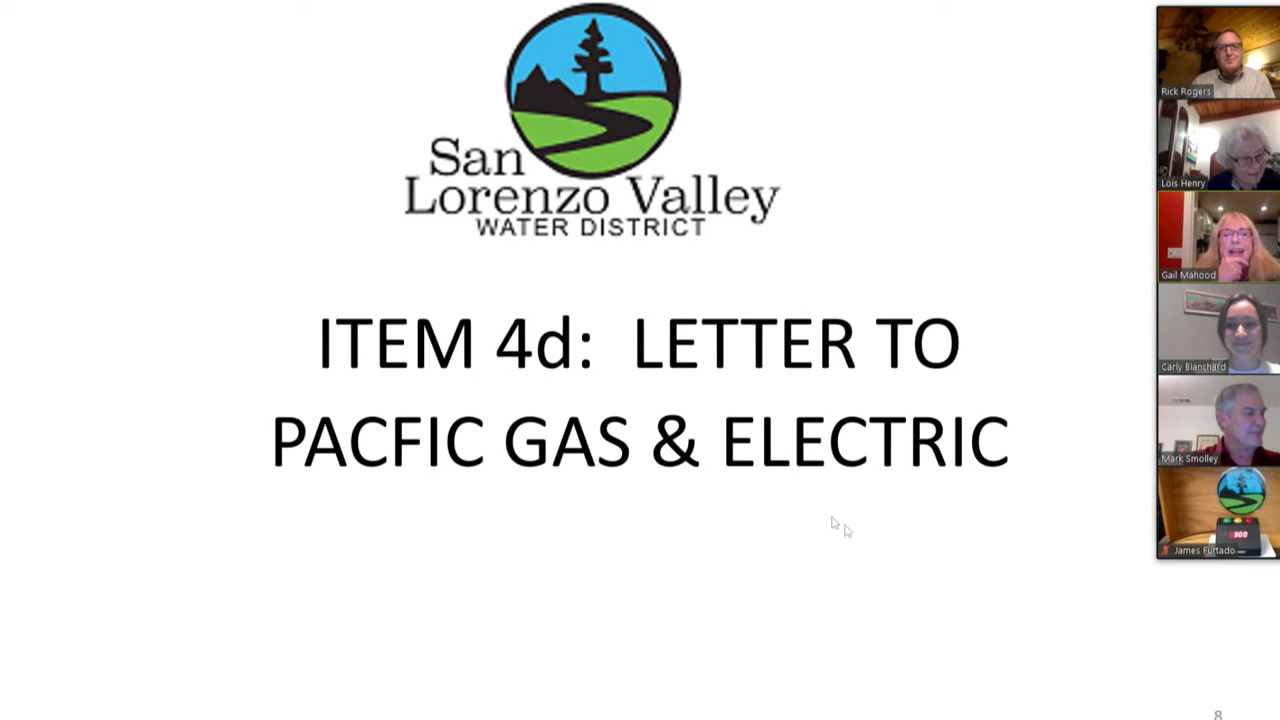 San
Lorenzo Valley
WATER DISTRICT
ITEM 4d: LETTER TO
PACFIC GAS & ELECTRIC
8
Rick Rogers
Lois Henry
Gail Mahood
Carly Blanchard
Mark Smolley
300
James Furtado